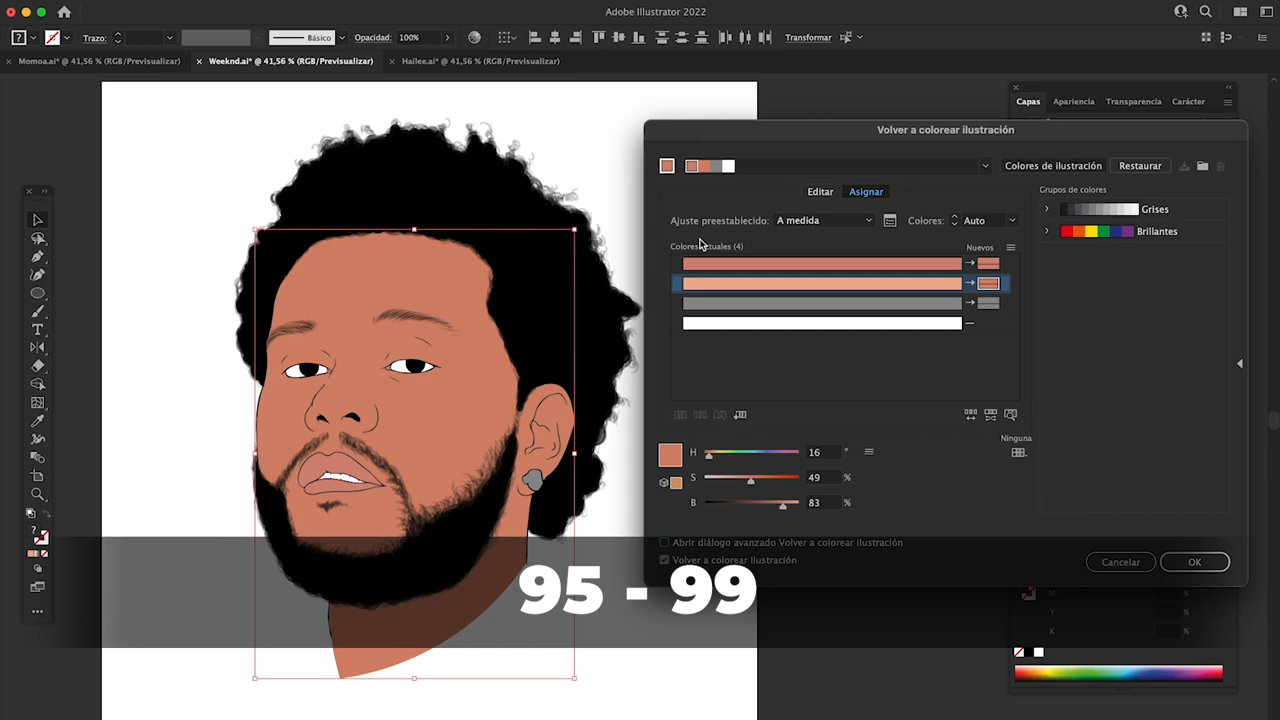 Adobe Illustrator 2022
? Trazo: Básico Opacidad: 100% Transformar
Momoa.ai* @ 41,56 % (RGB/Previsualizar) Weeknd.ai* @ 41,56 % (RGB/Previsualizar) Hailee.ai* @ 41,56 % (RGB/Previsualizar)
Capas Apariencia Transparencia Carácter
Volver a colorear ilustración
Colores de ilustración Restaurar
Editar Asignar
Grupos de colores
Ajuste preestablecido: A medida Colores: Auto
Grises
Brillantes
Colores actuales (4) Nuevos
Ninguna
H 16 °
S 49 %
B 83 %
Abrir diálogo avanzado Volver a colorear ilustración
Volver a colorear ilustración
Cancelar OK
95 - 99
M %
Y %
K %